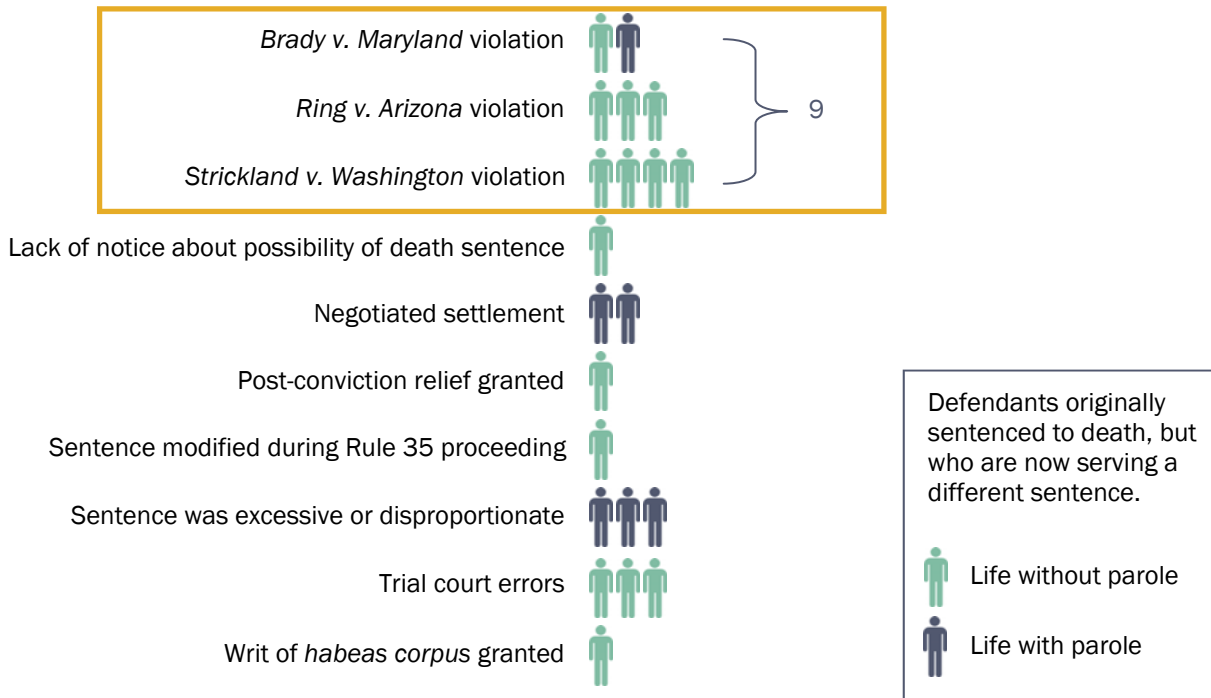 Brady v. Maryland violation
Ring v. Arizona violation
9
Strickland v. Washington violation
Lack of notice about possibility of death sentence
Negotiated settlement
Post-conviction relief granted
Sentence modified during Rule 35 proceeding
Sentence was excessive or disproportionate
Trial court errors
Writ of habeas corpus granted
Defendants originally
sentenced to death, but
who are now serving a
different sentence.
Life without parole
Life with parole